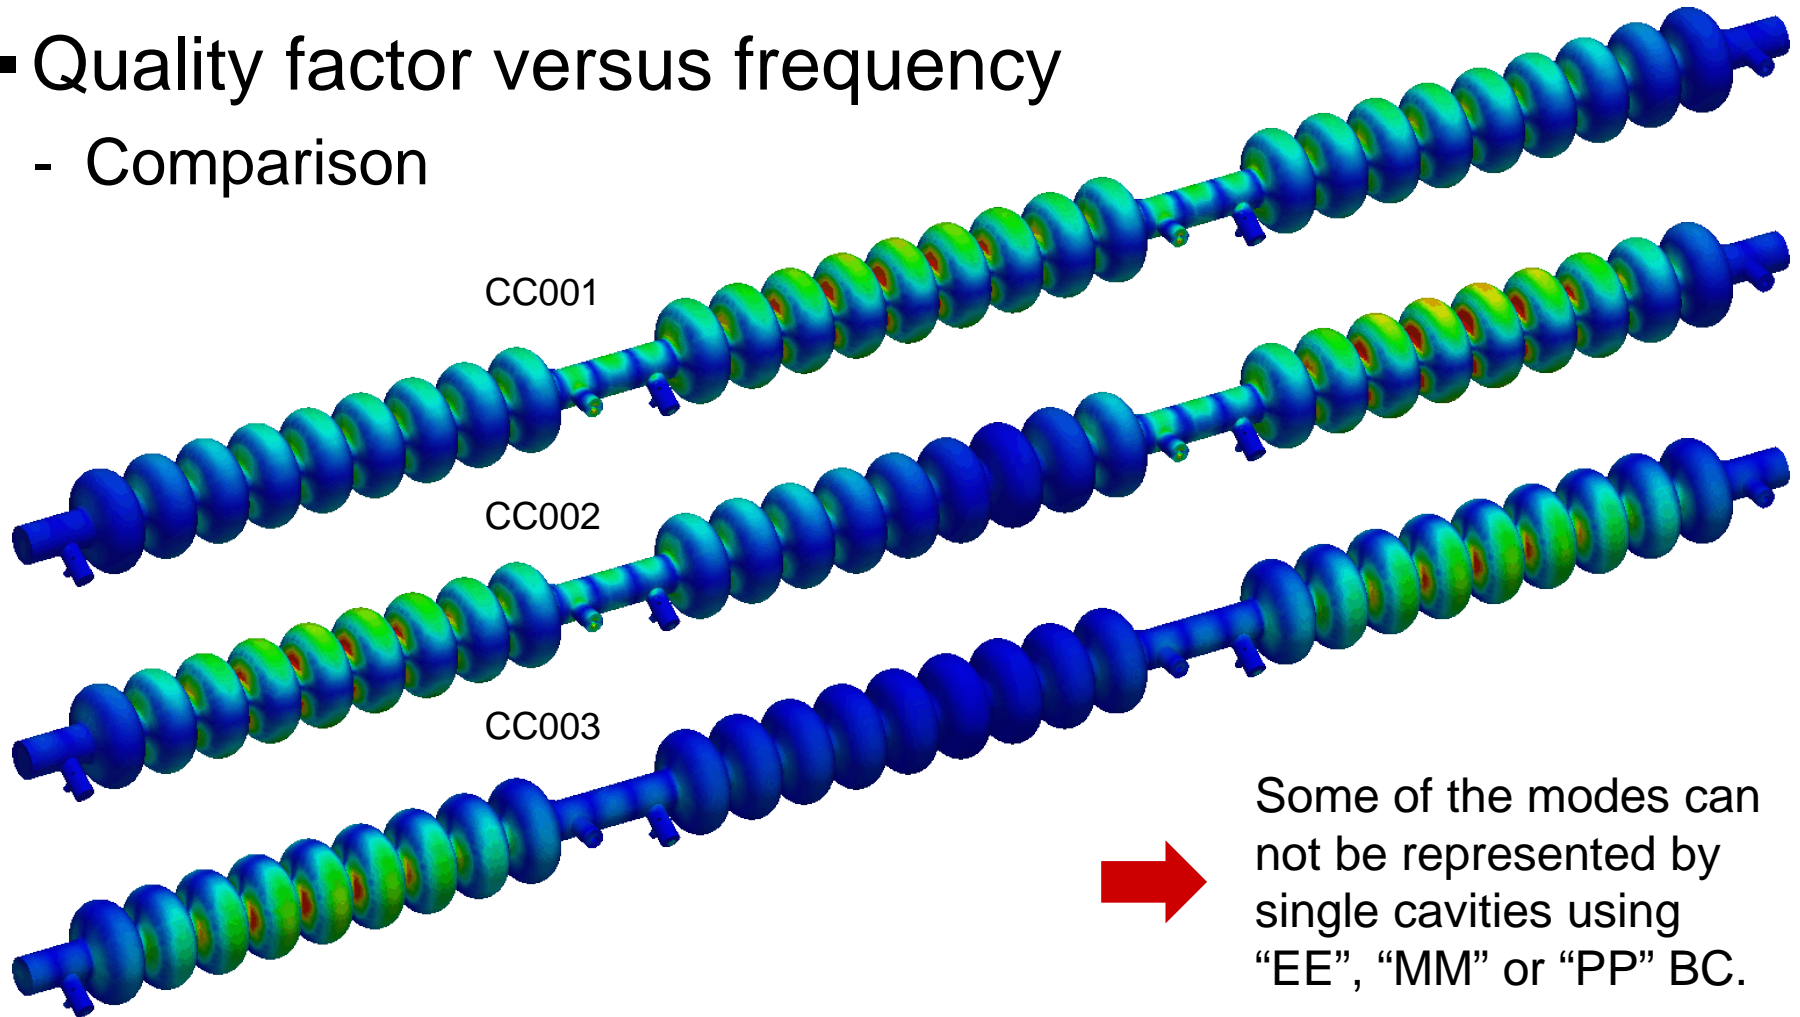 ▪ Quality factor versus frequency
- Comparison
CC001
CC002
CC003
Some of the modes can
not be represented by
single cavities using
“EE”, “MM” or “PP” BC.